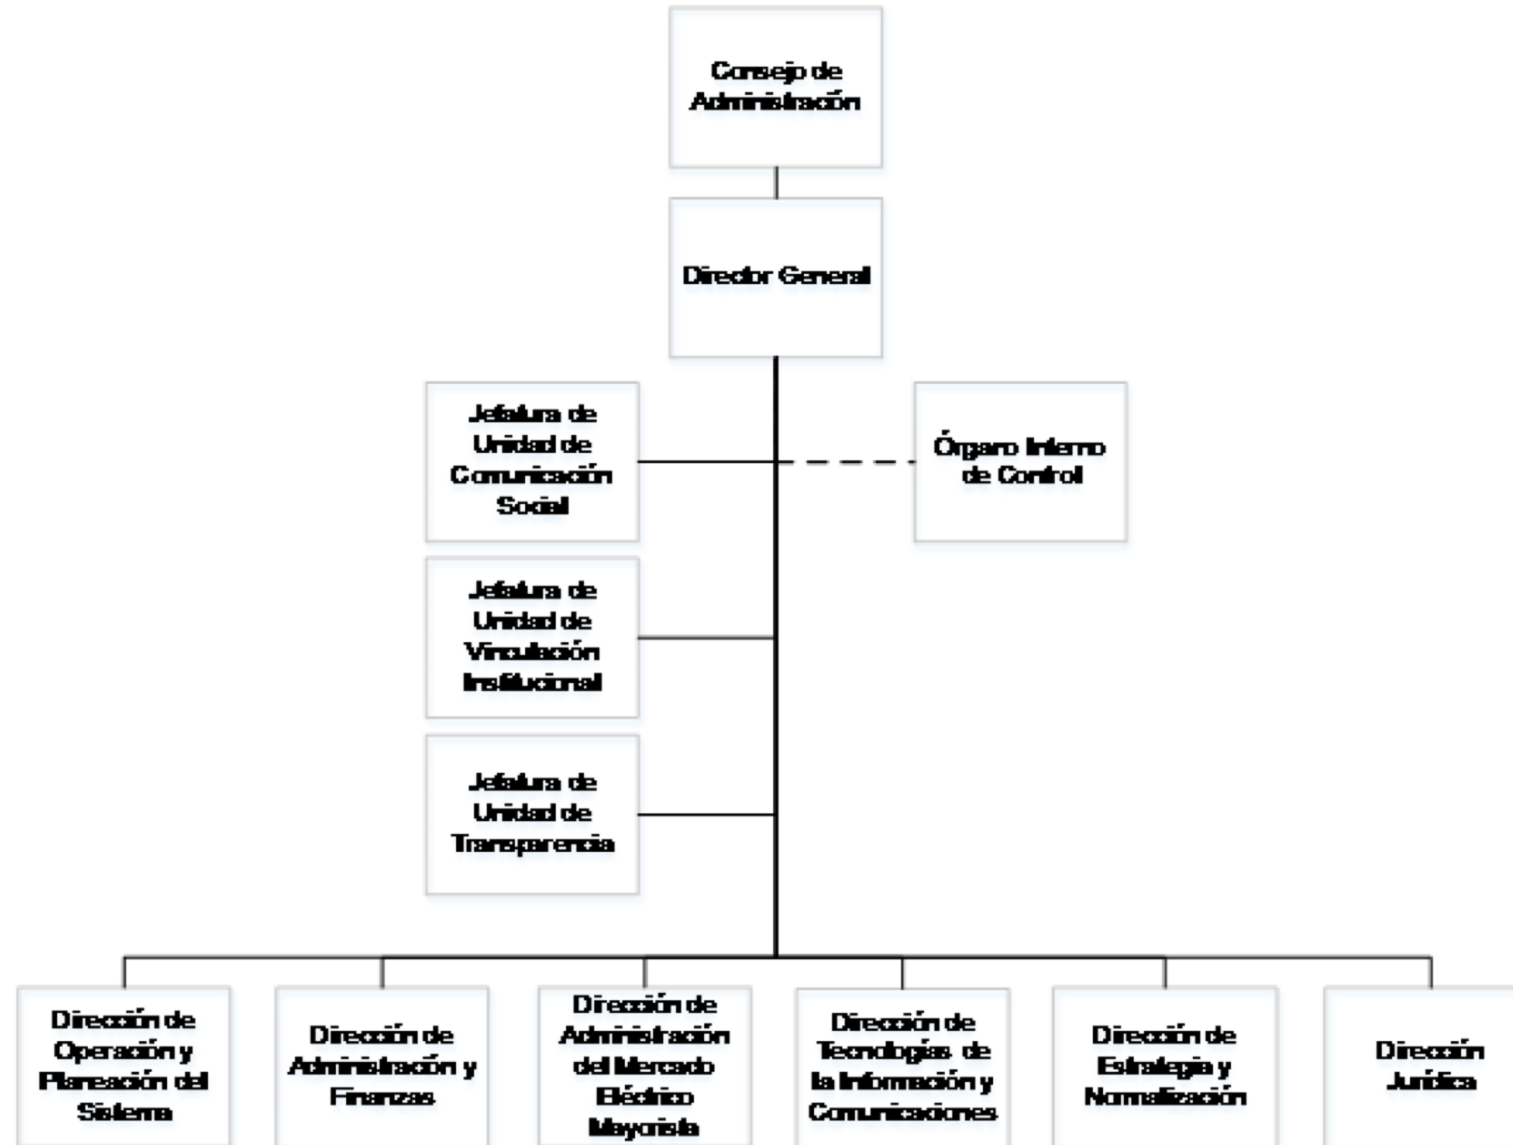 Consejo de
Administración
Director General
Jefatura de
Unidad de
Comunicación
Social
Órgano Interno
de Control
Jefatura de
Unidad de
Vinculación
Institucional
Jefatura de
Unidad de
Transparencia
Dirección de
Operación y
Planeación del
Sistema
Dirección de
Administración y
Finanzas
Dirección de
Administración
del Mercado
Eléctrico
Mayorista
Dirección de
Tecnologías de
la Información y
Comunicaciones
Dirección de
Estrategia y
Normalización
Dirección
Jurídica